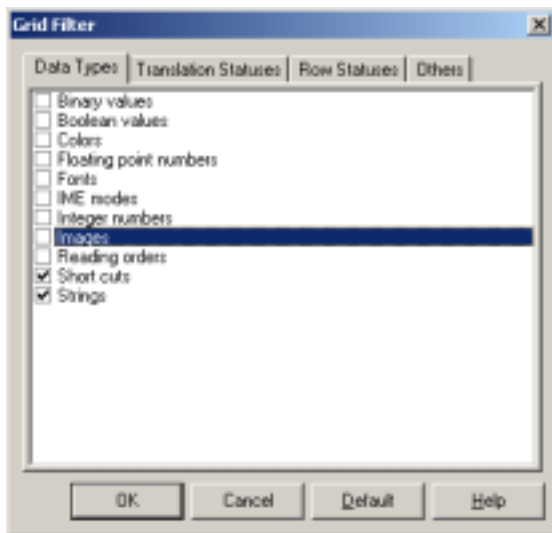 Grid Filter
Data Types Translation Statuses Row Statuses Others
Binary values
Boolean values
Colors
Floating point numbers
Fonts
IME modes
Integer numbers
Images
Reading orders
Short cuts
Strings
OK Cancel Default Help